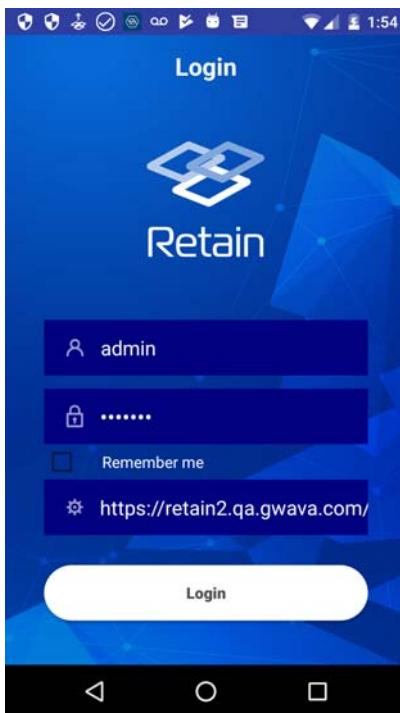 1:54
Login
Retain
admin
•••••••
Remember me
https://retain2.qa.gwava.com/
Login